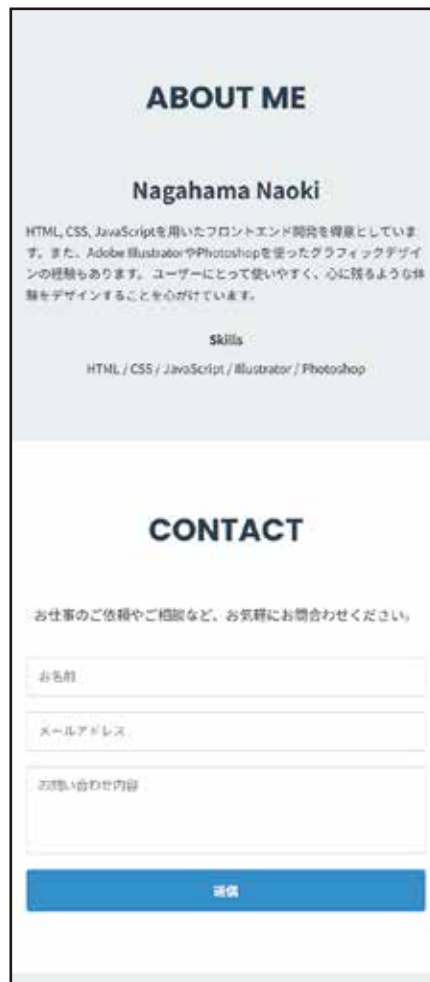 ABOUT ME
Nagahama Naoki
HTML, CSS, JavaScriptを用いたフロントエンド開発を得意としていま
す。また、Adobe IllustratorやPhotoshopを使ったグラフィックデザイ
ンの経験もあります。 ユーザーにとって使いやすく、心に残るような体
験をデザインすることを心がけています。
Skills
HTML / CSS / JavaScript / Illustrator / Photoshop
CONTACT
お仕事のご依頼やご相談など、お気軽にお問合わせください。
お名前
メールアドレス
お問い合わせ内容
送信